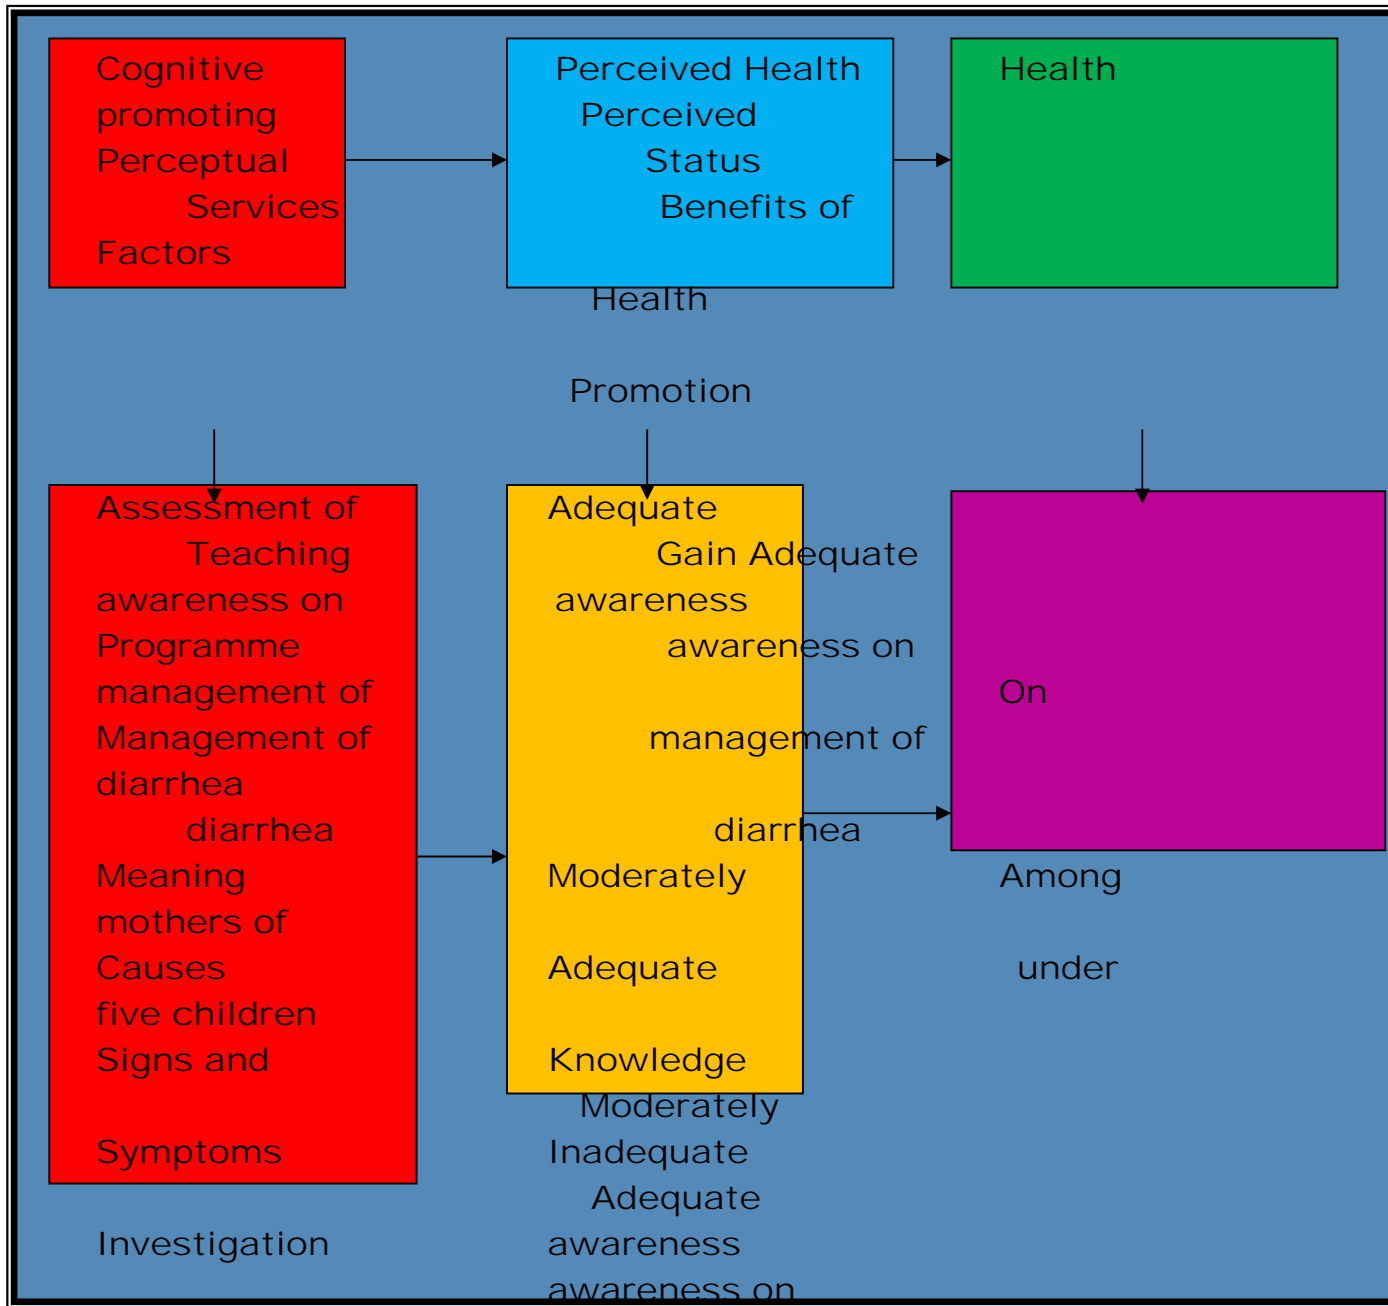 Cognitive
promoting
Perceptual
Services
Factors
Perceived Health
Perceived
Status
Benefits of
Health
Promotion
Health
Assessment of
Teaching
awareness on
Programme
management of
Management of
diarrhea
diarrhea
Meaning
mothers of
Causes
five children
Signs and
Symptoms
Investigation
Adequate
Gain Adequate
awareness
awareness on
management of
diarrhea
Moderately
Adequate
Knowledge
Moderately
Inadequate
Adequate
awareness
awareness on
On
Among
under